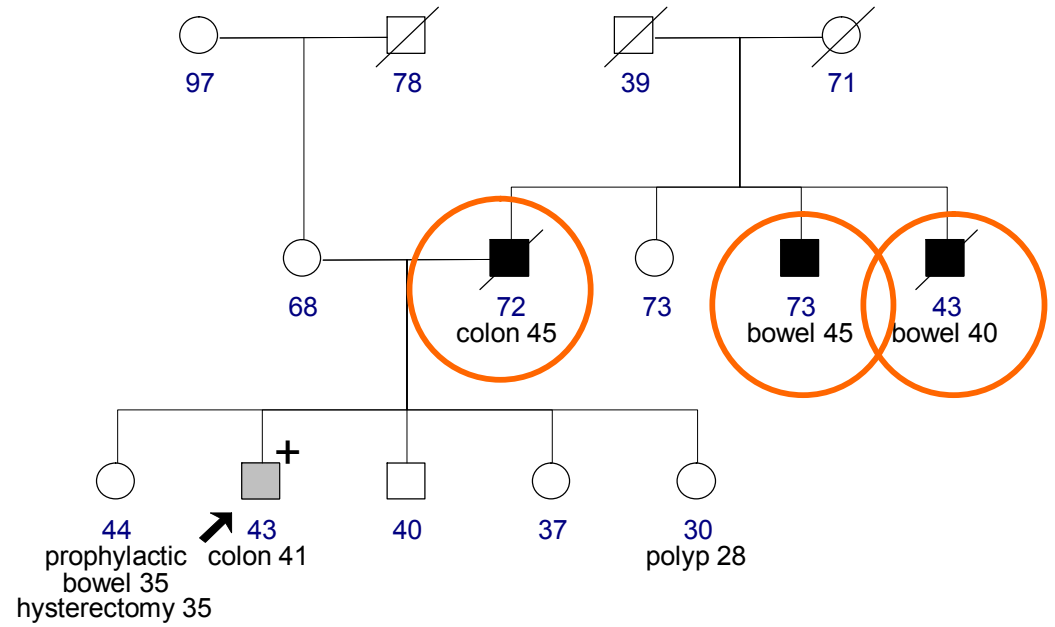 97 78 39 71
68 72 73 73 43
colon 45 bowel 45 bowel 40
+
44 43 40 37 30
prophylactic colon 41 polyp 28
bowel 35
hysterectomy 35